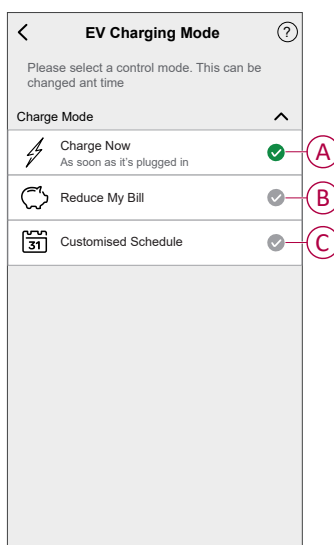 EV Charging Mode
?
Please select a control mode. This can be
changed ant time
Charge Mode
Charge Now
As soon as it's plugged in
A
Reduce My Bill
B
31
Customised Schedule
C